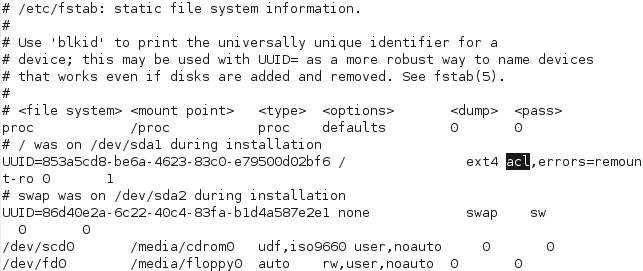 # /etc/fstab: static file system information.
#
# Use 'blkid' to print the universally unique identifier for a
# device; this may be used with UUID= as a more robust way to name devices
# that works even if disks are added and removed. See fstab(5).
#
# <file system> <mount point>   <type>  <options>       <dump>  <pass>
proc            /proc           proc    defaults        0       0
# / was on /dev/sda1 during installation
UUID=853a5cd8-be6a-4623-83c0-e79500d02bf6 /               ext4 acl,errors=remoun
t-ro 0       1
# swap was on /dev/sda2 during installation
UUID=86d40e2a-6c22-40c4-83fa-b1d4a587e2e1 none            swap    sw
  0       0
/dev/scd0       /media/cdrom0   udf,iso9660 user,noauto     0       0
/dev/fd0        /media/floppy0  auto    rw,user,noauto  0       0